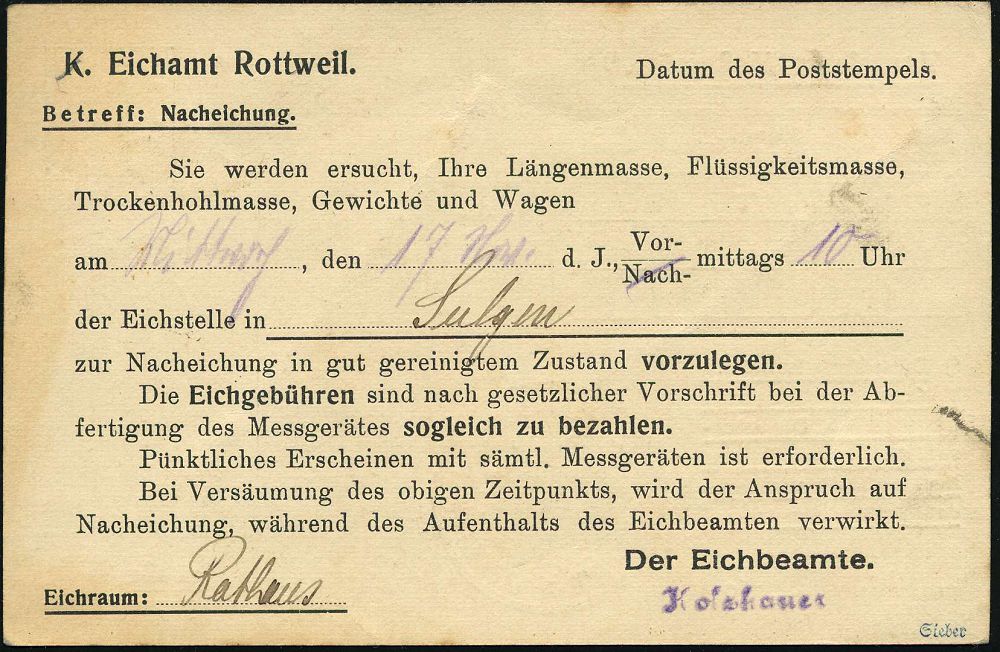 K. Eichamt Rottweil.
Datum des Poststempels.
Betreff: Nacheichung.
Sie werden ersucht, Ihre Längenmasse, Flüssigkeitsmasse,
Trockenhohlmasse, Gewichte und Wagen
am Mittwoch, den 17 Nov. d. J., Vor-/Nach-mittags 10 Uhr
der Eichstelle in Sulgen
zur Nacheichung in gut gereinigtem Zustand vorzulegen.
Die Eichgebühren sind nach gesetzlicher Vorschrift bei der Ab-
fertigung des Messgerätes sogleich zu bezahlen.
Pünktliches Erscheinen mit sämtl. Messgeräten ist erforderlich.
Bei Versäumung des obigen Zeitpunkts, wird der Anspruch auf
Nacheichung, während des Aufenthalts des Eichbeamten verwirkt.
Der Eichbeamte.
Eichraum: Rathaus
Holzhauer
Sieber